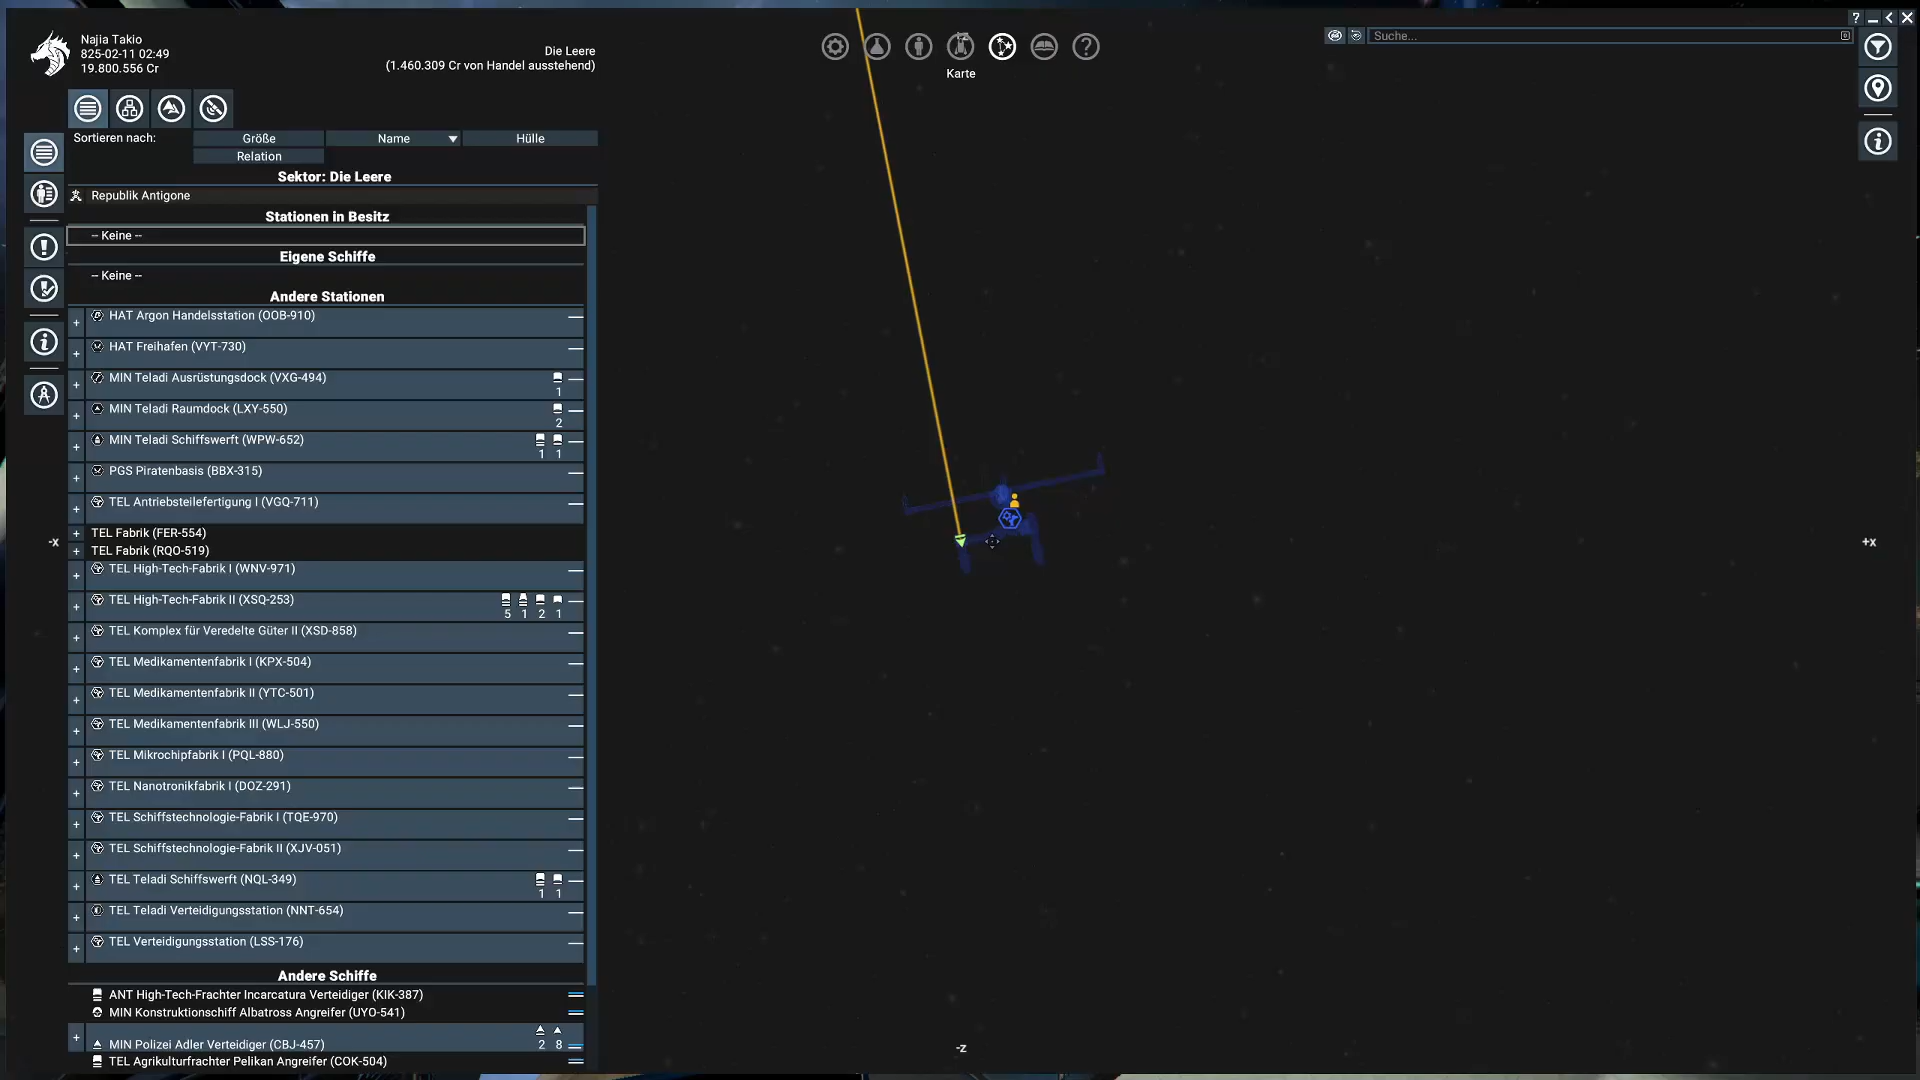 Najia Takio
825-02-11 02:49
19.800.556 Cr
Die Leere
(1.460.309 Cr von Handel ausstehend)
Karte
Suche...
?
Sortieren nach:
Größe
Name
Hülle
Relation
Sektor: Die Leere
Republik Antigone
Stationen in Besitz
-- Keine --
Eigene Schiffe
-- Keine --
Andere Stationen
HAT Argon Handelsstation (OOB-910)
HAT Freihafen (VYT-730)
MIN Teladi Ausrüstungsdock (VXG-494)
1
MIN Teladi Raumdock (LXY-550)
2
MIN Teladi Schiffswerft (WPW-652)
1 1
PGS Piratenbasis (BBX-315)
TEL Antriebsteilefertigung I (VGQ-711)
TEL Fabrik (FER-554)
TEL Fabrik (RQO-519)
TEL High-Tech-Fabrik I (WNV-971)
TEL High-Tech-Fabrik II (XSQ-253)
5 1 2 1
TEL Komplex für Veredelte Güter II (XSD-858)
TEL Medikamentenfabrik I (KPX-504)
TEL Medikamentenfabrik II (YTC-501)
TEL Medikamentenfabrik III (WLJ-550)
TEL Mikrochipfabrik I (PQL-880)
TEL Nanotronikfabrik I (DOZ-291)
TEL Schiffstechnologie-Fabrik I (TQE-970)
TEL Schiffstechnologie-Fabrik II (XJV-051)
TEL Teladi Schiffswerft (NQL-349)
1 1
TEL Teladi Verteidigungsstation (NNT-654)
TEL Verteidigungsstation (LSS-176)
Andere Schiffe
ANT High-Tech-Frachter Incarcatura Verteidiger (KIK-387)
MIN Konstruktionschiff Albatross Angreifer (UYO-541)
MIN Polizei Adler Verteidiger (CBJ-457)
2 8
TEL Agrikulturfrachter Pelikan Angreifer (COK-504)
-x
+x
-z